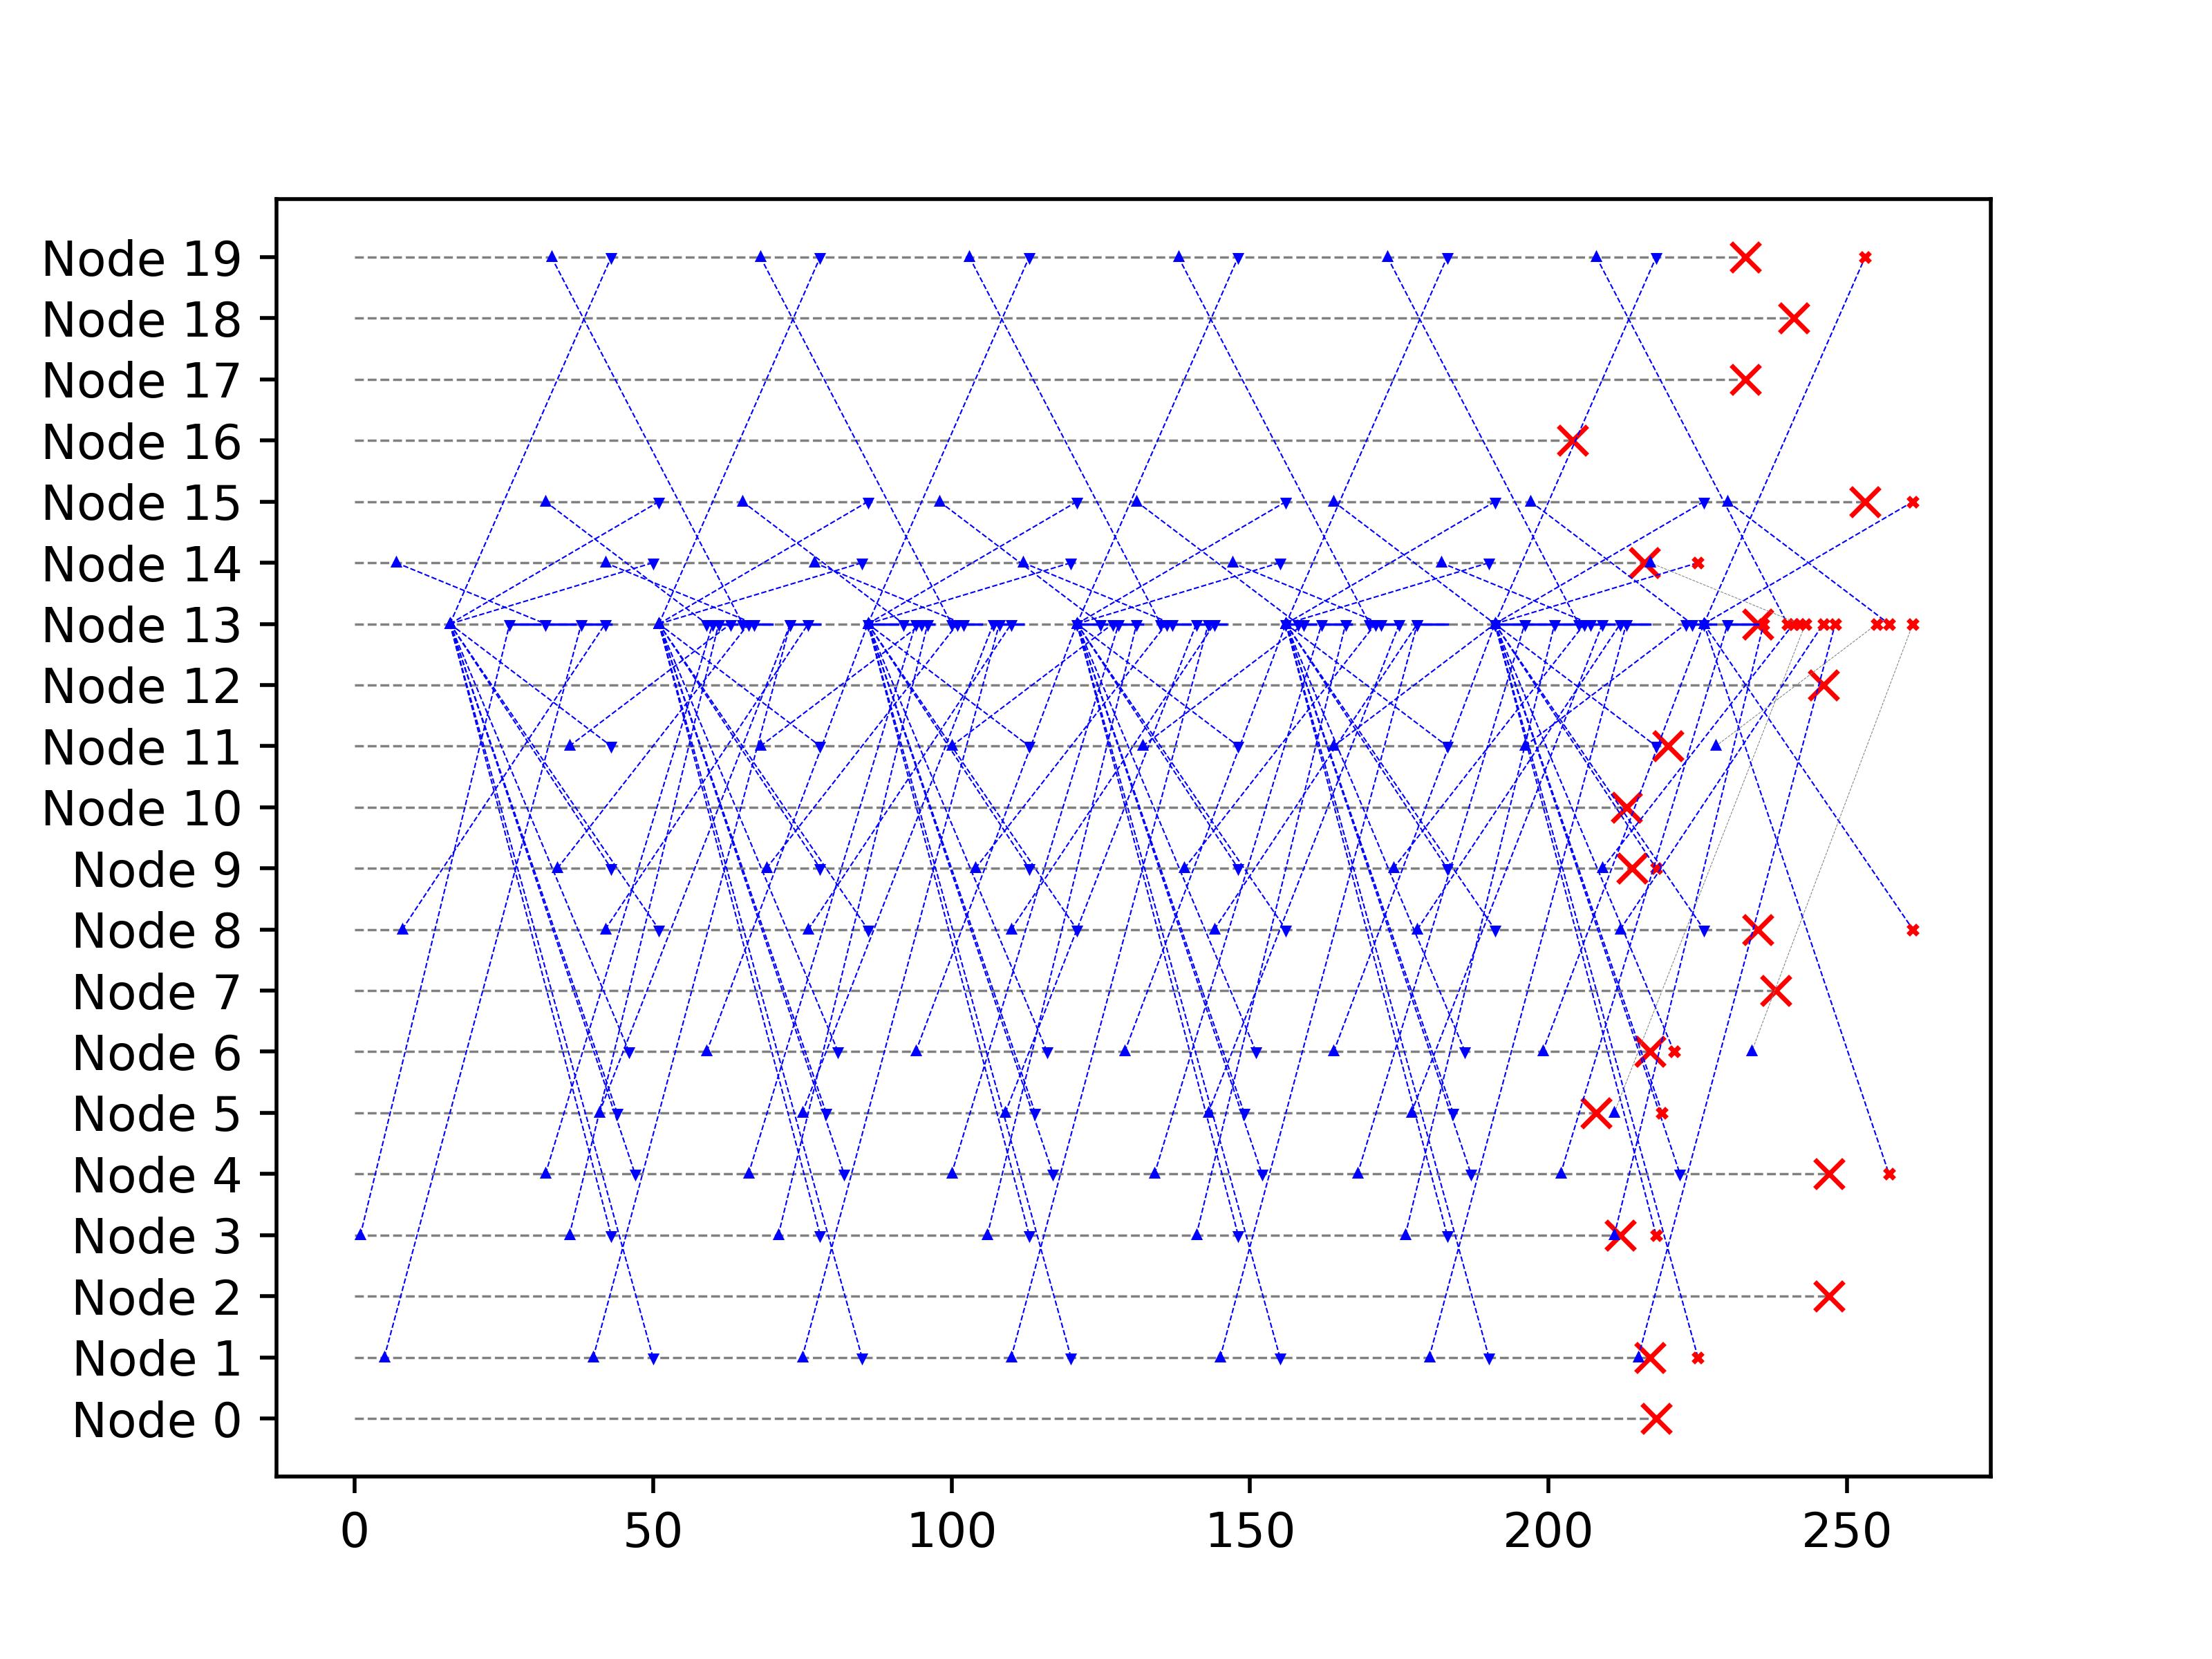 Node 19
Node 18
Node 17
Node 16
Node 15
Node 14
Node 13
Node 12
Node 11
Node 10
Node 9
Node 8
Node 7
Node 6
Node 5
Node 4
Node 3
Node 2
Node 1
Node 0
0 50 100 150 200 250